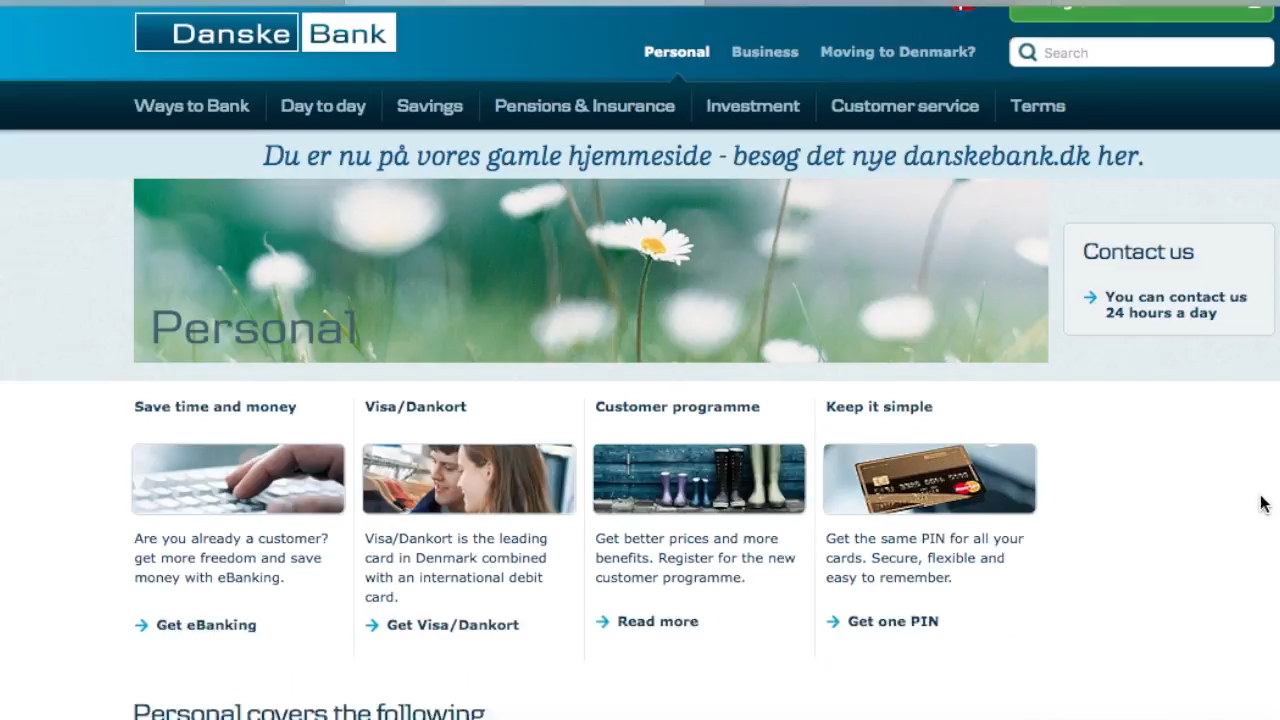 Danske Bank
Personal Business Moving to Denmark?
Search
Ways to Bank Day to day Savings Pensions & Insurance Investment Customer service Terms
Du er nu på vores gamle hjemmeside - besøg det nye danskebank.dk her.
Personal
Contact us
You can contact us
24 hours a day
Save time and money
Are you already a customer?
get more freedom and save
money with eBanking.
Get eBanking
Visa/Dankort
Visa/Dankort is the leading
card in Denmark combined
with an international debit
card.
Get Visa/Dankort
Customer programme
Get better prices and more
benefits. Register for the new
customer programme.
Read more
Keep it simple
Get the same PIN for all your
cards. Secure, flexible and
easy to remember.
Get one PIN
Personal covers the following